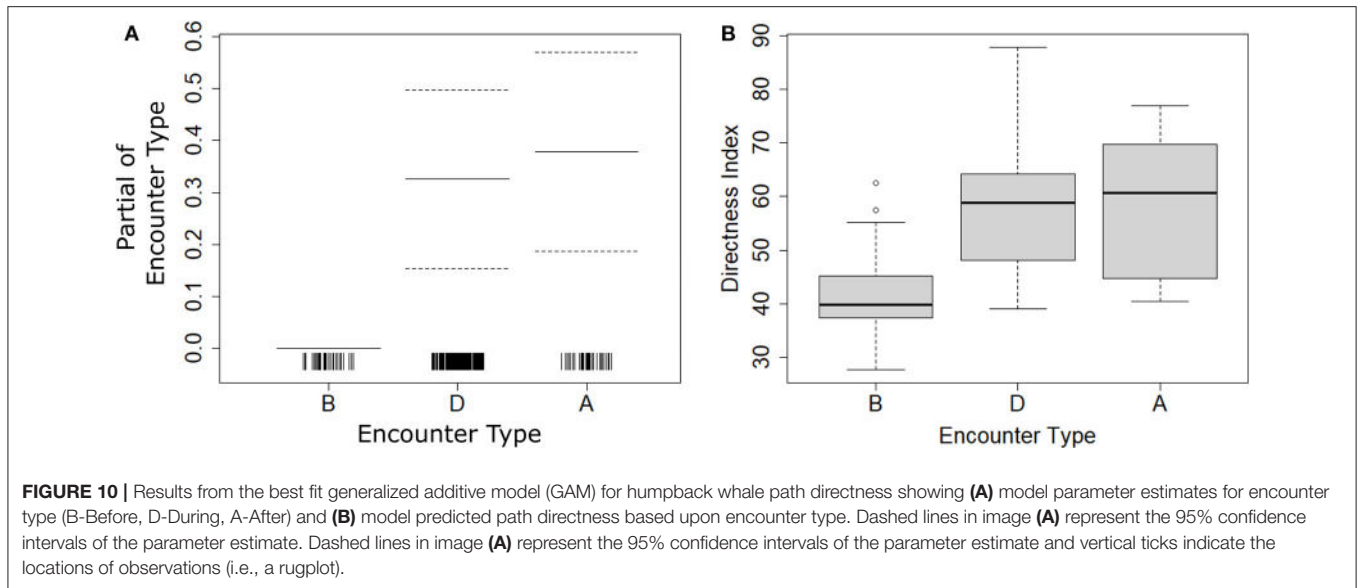 A
Partial of
Encounter Type
0.6
0.5
0.4
0.3
0.2
0.1
0.0
B D A
Encounter Type
B
Directness Index
90
80
70
60
50
40
30
B D A
Encounter Type
FIGURE 10 | Results from the best fit generalized additive model (GAM) for humpback whale path directness showing (A) model parameter estimates for encounter
type (B-Before, D-During, A-After) and (B) model predicted path directness based upon encounter type. Dashed lines in image (A) represent the 95% confidence
intervals of the parameter estimate. Dashed lines in image (A) represent the 95% confidence intervals of the parameter estimate and vertical ticks indicate the
locations of observations (i.e., a rugplot).